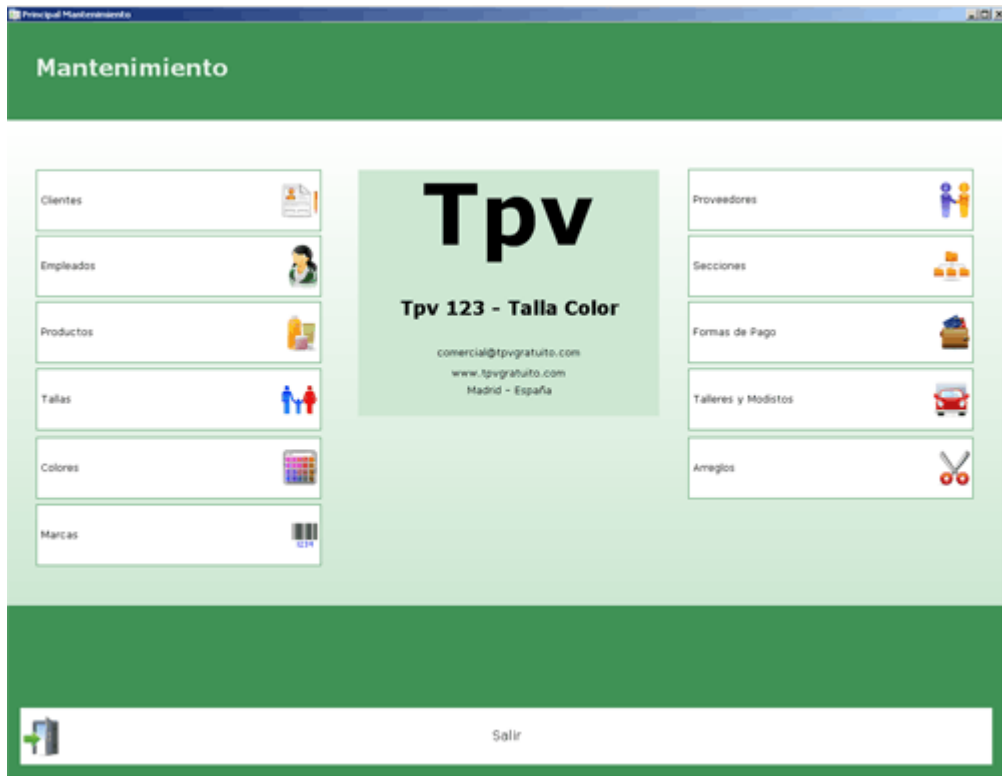 Principal Mantenimiento
Mantenimiento
Clientes
Empleados
Productos
Tallas
Colores
Marcas
1234
Tpv
Tpv 123 - Talla Color
comercial@tpvgratuito.com
www.tpvgratuito.com
Madrid - España
Proveedores
Secciones
Formas de Pago
Talleres y Modistos
Arreglos
Salir